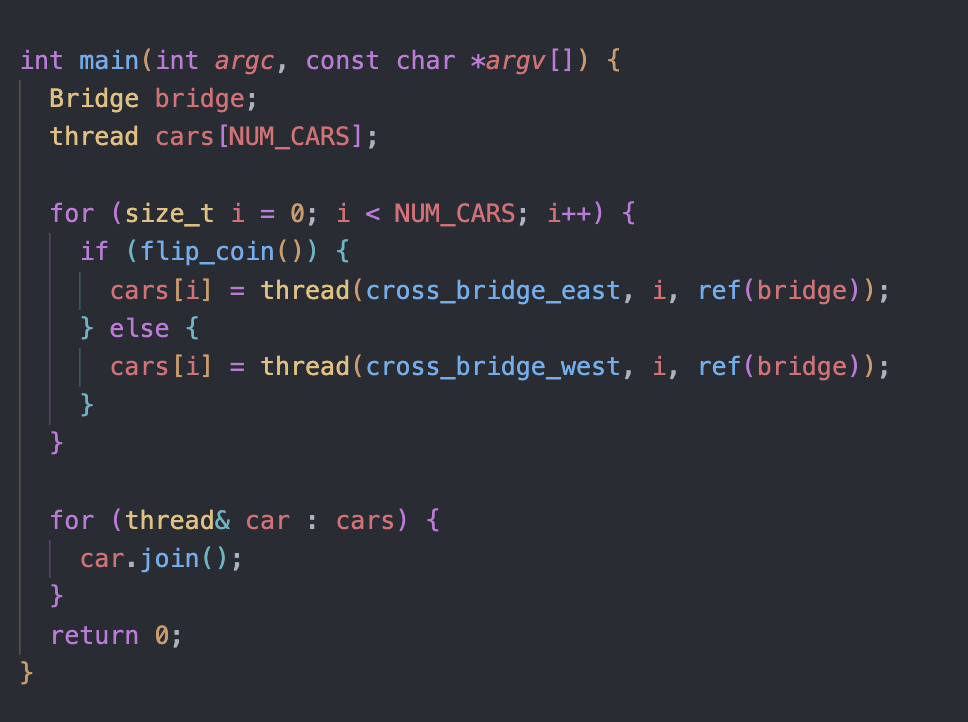 int main(int argc, const char *argv[]) {
  Bridge bridge;
  thread cars[NUM_CARS];

  for (size_t i = 0; i < NUM_CARS; i++) {
    if (flip_coin()) {
      cars[i] = thread(cross_bridge_east, i, ref(bridge));
    } else {
      cars[i] = thread(cross_bridge_west, i, ref(bridge));
    }
  }

  for (thread& car : cars) {
    car.join();
  }
  return 0;
}